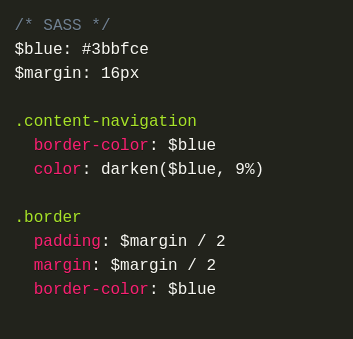 /* SASS */
$blue: #3bbfce
$margin: 16px
.content-navigation
border-color: $blue
color: darken($blue, 9%)
.border
padding: $margin / 2
margin: $margin / 2
border-color: $blue